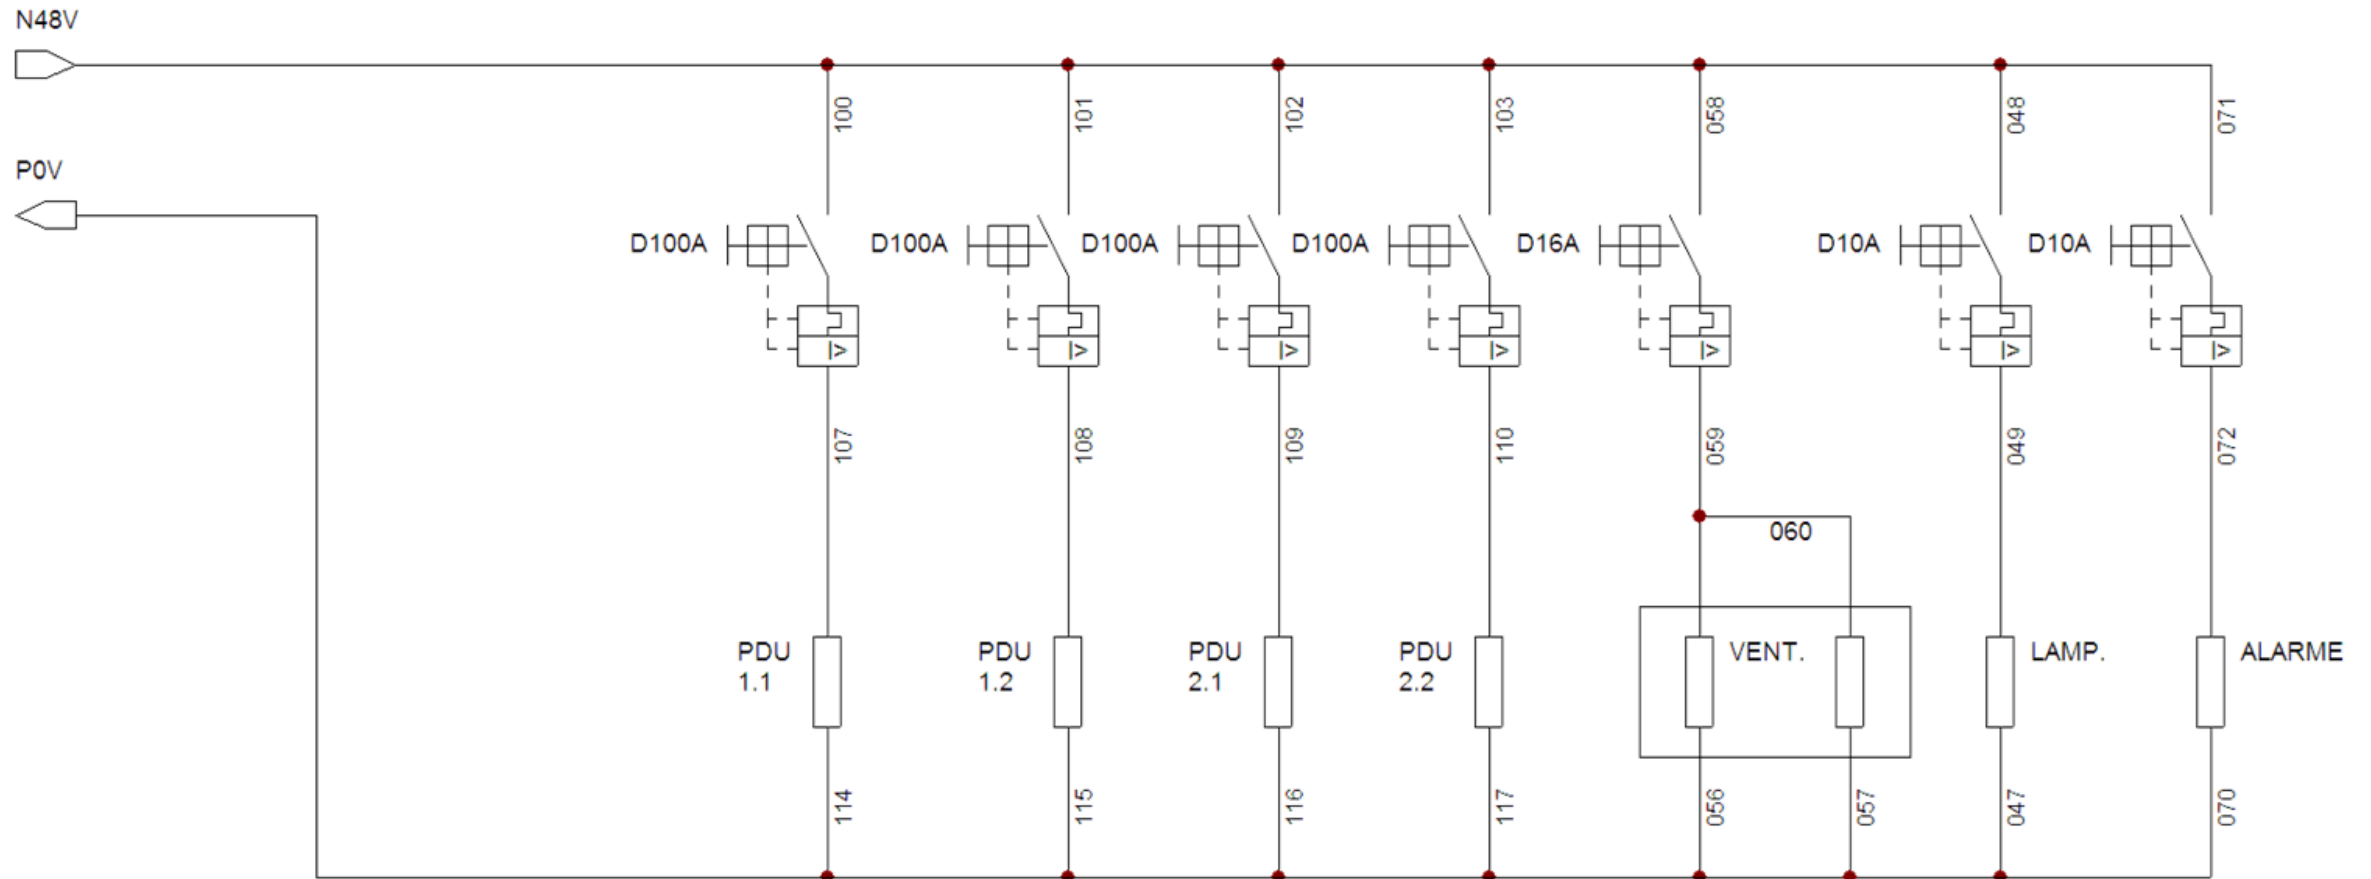 N48V
100
101
102
103
058
048
071
P0V
D100A
D100A
D100A
D100A
D16A
D10A
D10A
I>
I>
I>
I>
I>
I>
I>
107
108
109
110
059
049
072
060
PDU
1.1
PDU
1.2
PDU
2.1
PDU
2.2
VENT.
LAMP.
ALARME
114
115
116
117
056
057
047
070